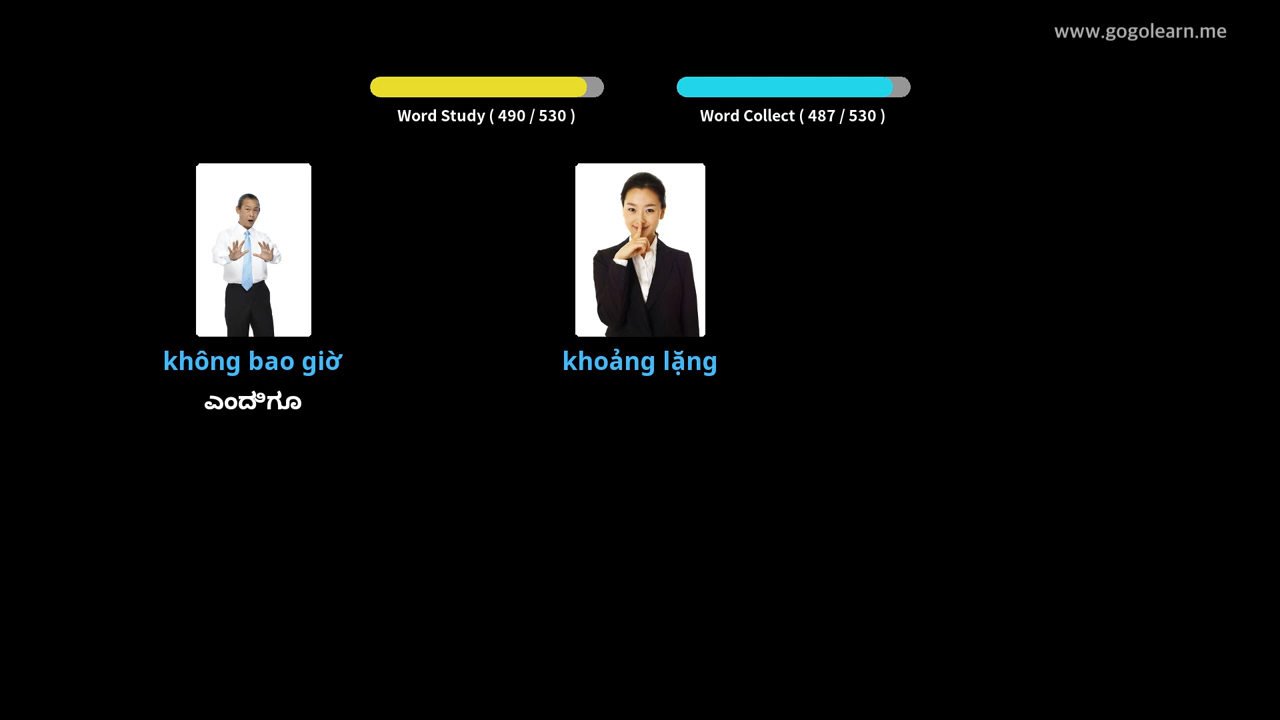 www.gogolearn.me
Word Study ( 490 / 530 )
Word Collect ( 487 / 530 )
không bao giờ
khoảng lặng
ಎಂದಿಗೂ